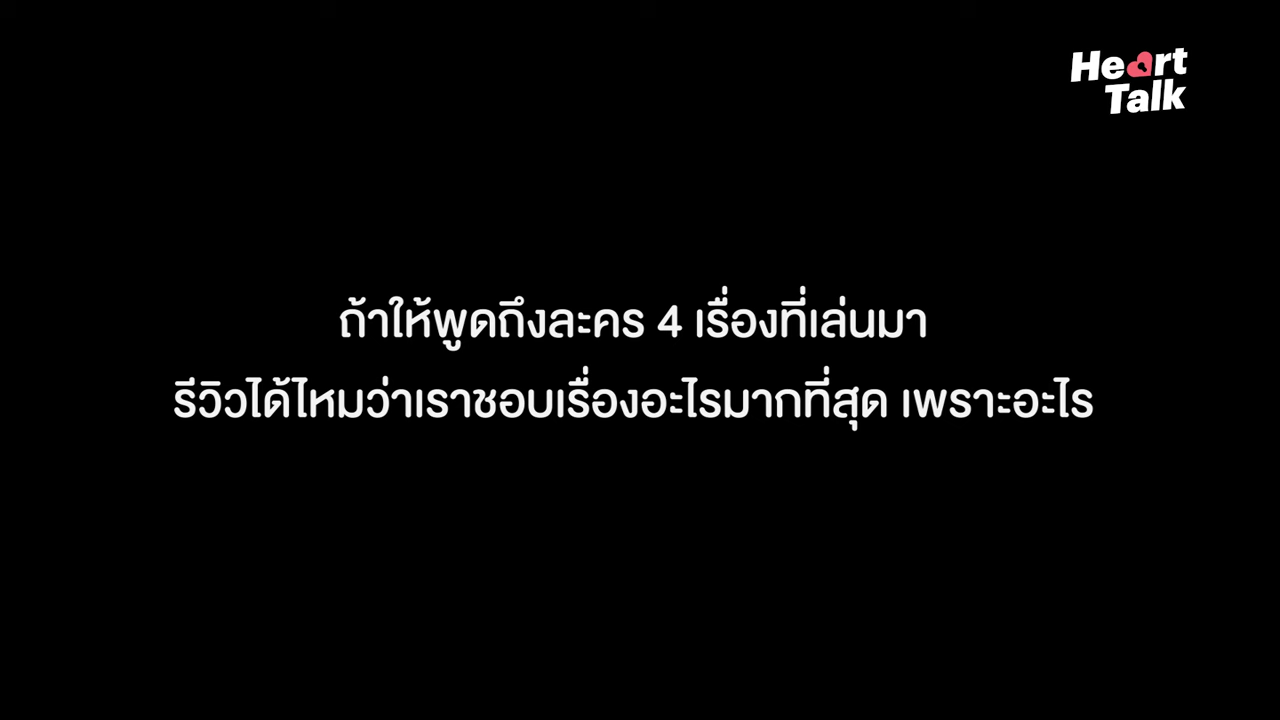 Heart
Talk
ถ้าให้พูดถึงละคร 4 เรื่องที่เล่นมา
รีวิวได้ไหมว่าเราชอบเรื่องอะไรมากที่สุด เพราะอะไร